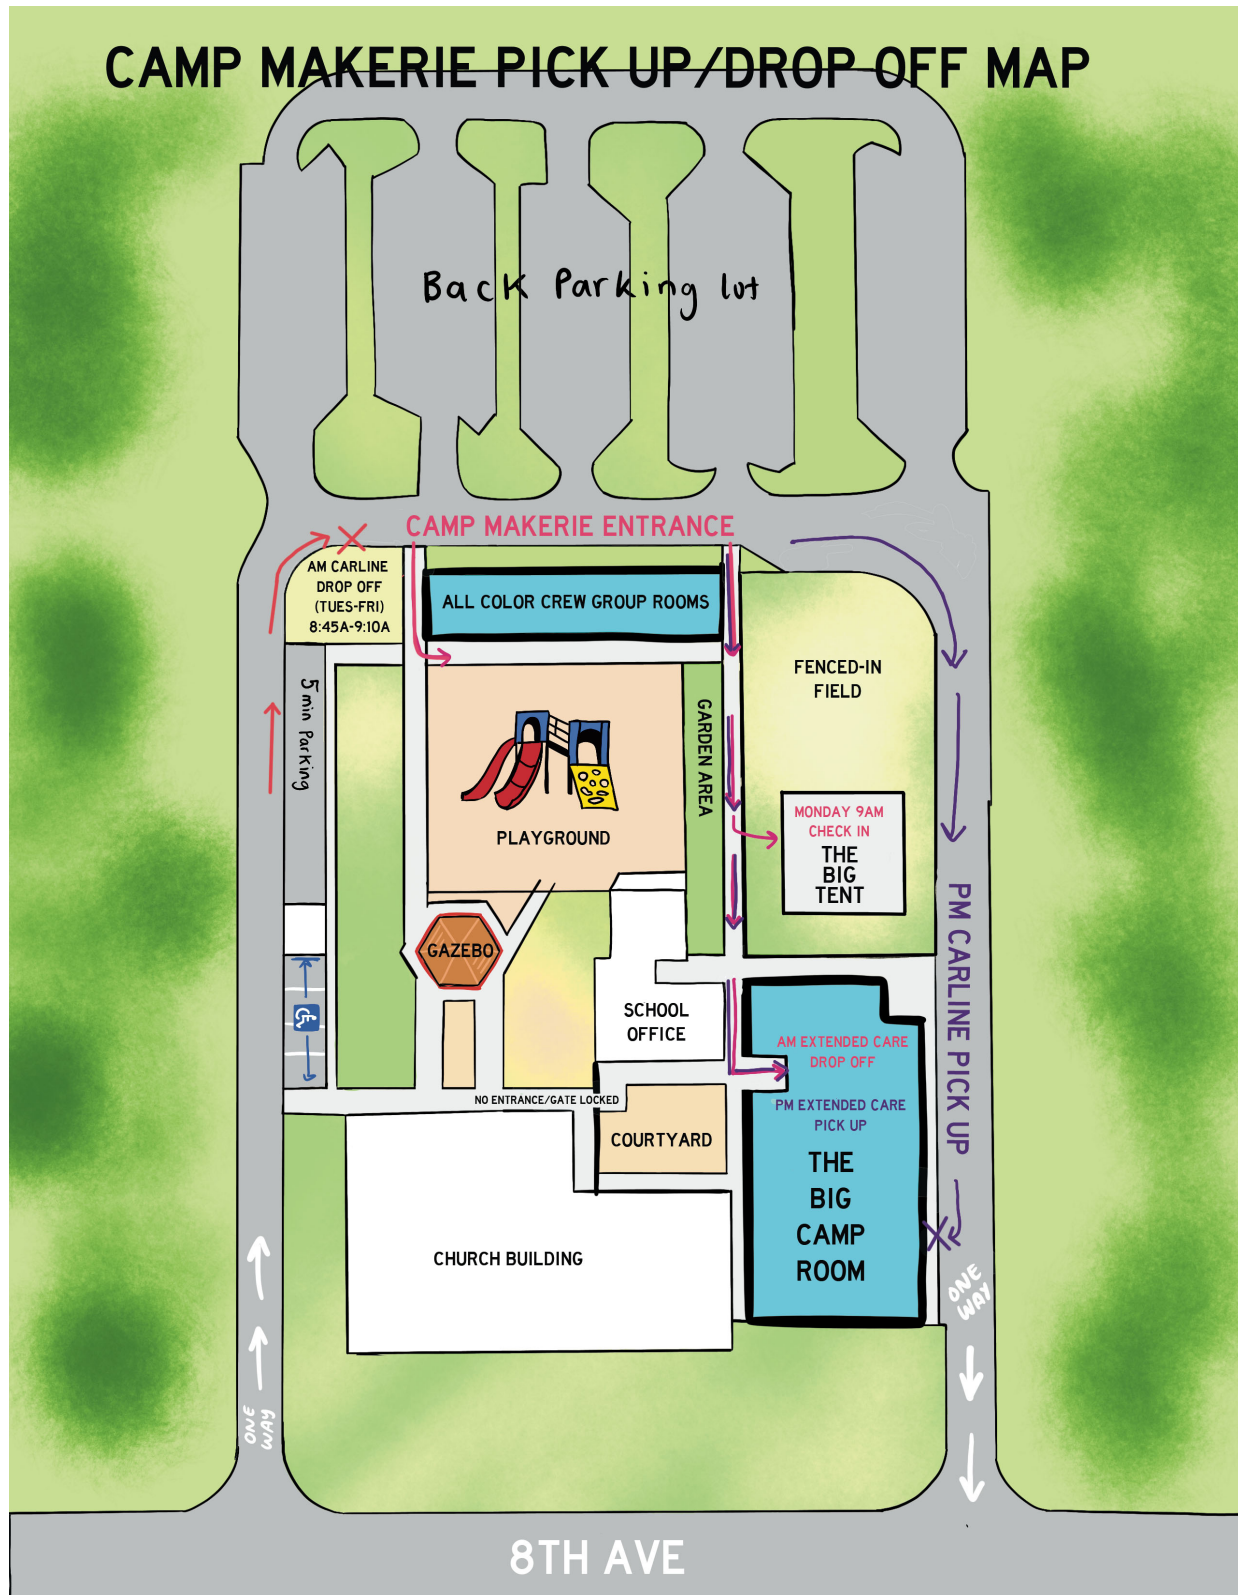 CAMP MAKERIE PICK UP/DROP OFF MAP
Back Parking lot
CAMP MAKERIE ENTRANCE
AM CARLINE
DROP OFF
(TUES-FRI)
8:45A-9:10A
ALL COLOR CREW GROUP ROOMS
FENCED-IN
FIELD
5 min Parking
GARDEN AREA
PLAYGROUND
MONDAY 9AM
CHECK IN
THE
BIG
TENT
PM CARLINE PICK UP
GAZEBO
SCHOOL
OFFICE
AM EXTENDED CARE
DROP OFF
PM EXTENDED CARE
PICK UP
THE
BIG
CAMP
ROOM
NO ENTRANCE/GATE LOCKED
COURTYARD
CHURCH BUILDING
ONE
WAY
ONE
WAY
8TH AVE